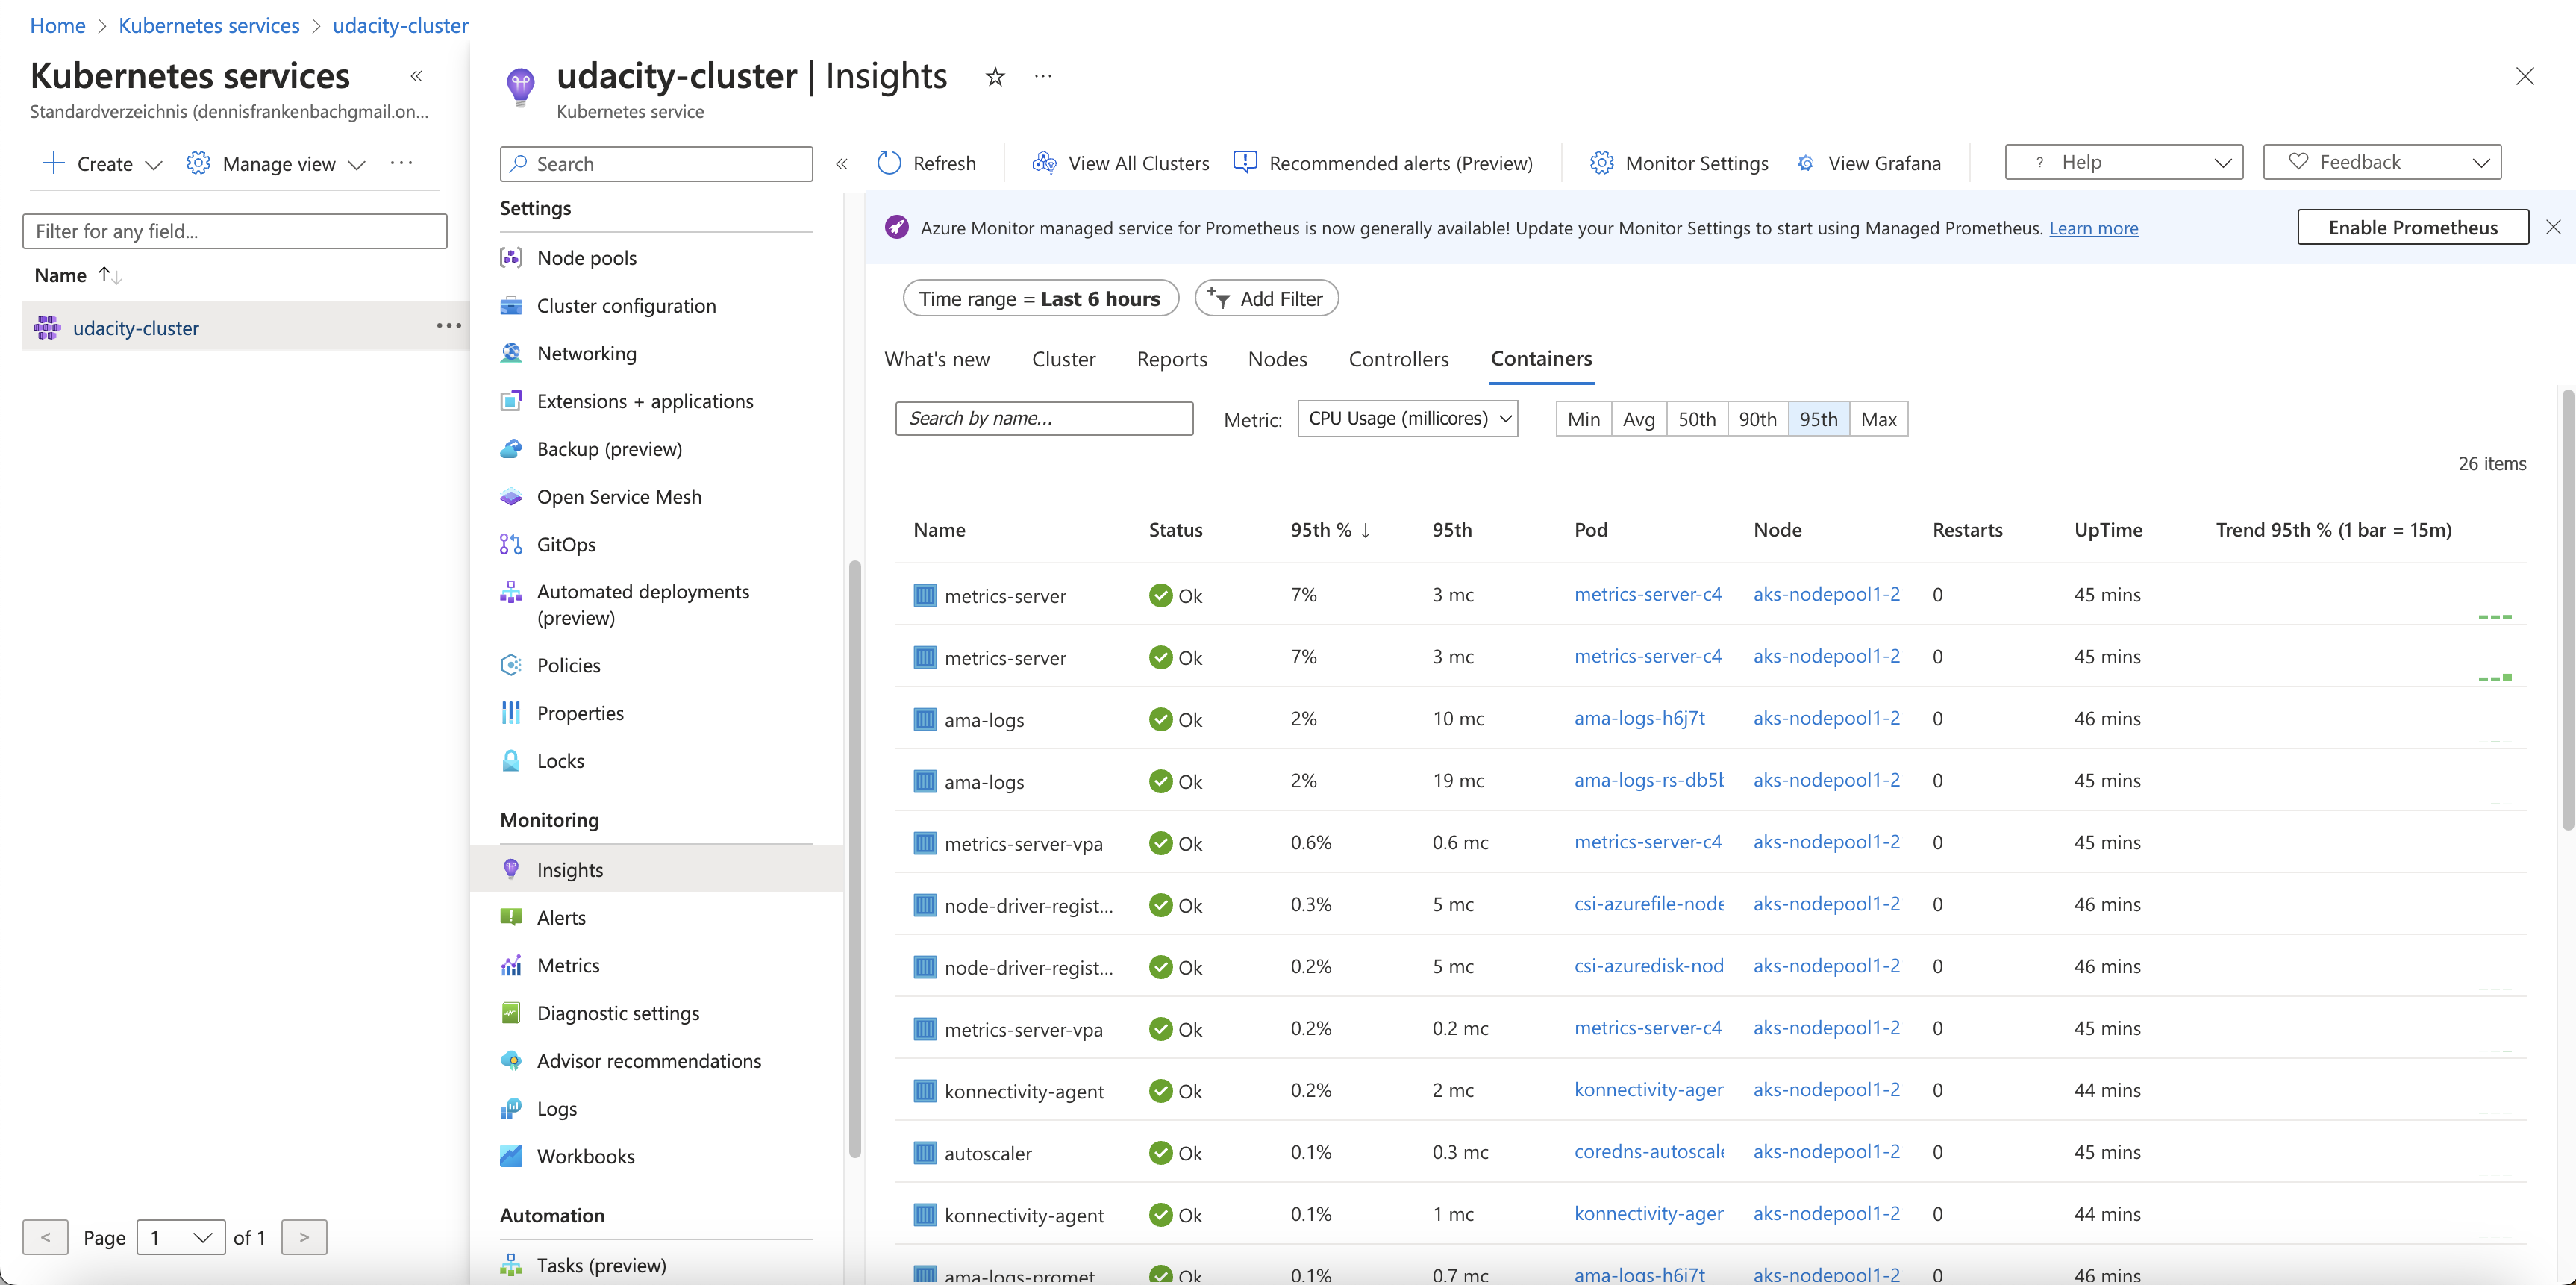 Home > Kubernetes services > udacity-cluster
Kubernetes services
Standardverzeichnis (dennisfrankenbachgmail.on...
Create
Manage view
Filter for any field...
Name
udacity-cluster
Page 1 of 1
udacity-cluster | Insights
Kubernetes service
Search
Settings
Node pools
Cluster configuration
Networking
Extensions + applications
Backup (preview)
Open Service Mesh
GitOps
Automated deployments
(preview)
Policies
Properties
Locks
Monitoring
Insights
Alerts
Metrics
Diagnostic settings
Advisor recommendations
Logs
Workbooks
Automation
Tasks (preview)
Refresh View All Clusters Recommended alerts (Preview) Monitor Settings View Grafana ? Help Feedback
Azure Monitor managed service for Prometheus is now generally available! Update your Monitor Settings to start using Managed Prometheus. Learn more Enable Prometheus
Time range = Last 6 hours Add Filter
What's new Cluster Reports Nodes Controllers Containers
Search by name... Metric: CPU Usage (millicores) Min Avg 50th 90th 95th Max
26 items
Name Status 95th % ↓ 95th Pod Node Restarts UpTime Trend 95th % (1 bar = 15m)
metrics-server Ok 7% 3 mc metrics-server-c4 aks-nodepool1-2 0 45 mins
metrics-server Ok 7% 3 mc metrics-server-c4 aks-nodepool1-2 0 45 mins
ama-logs Ok 2% 10 mc ama-logs-h6j7t aks-nodepool1-2 0 46 mins
ama-logs Ok 2% 19 mc ama-logs-rs-db5b aks-nodepool1-2 0 45 mins
metrics-server-vpa Ok 0.6% 0.6 mc metrics-server-c4 aks-nodepool1-2 0 45 mins
node-driver-regist... Ok 0.3% 5 mc csi-azurefile-node aks-nodepool1-2 0 46 mins
node-driver-regist... Ok 0.2% 5 mc csi-azuredisk-nod aks-nodepool1-2 0 46 mins
metrics-server-vpa Ok 0.2% 0.2 mc metrics-server-c4 aks-nodepool1-2 0 45 mins
konnectivity-agent Ok 0.2% 2 mc konnectivity-agen aks-nodepool1-2 0 44 mins
autoscaler Ok 0.1% 0.3 mc coredns-autoscale aks-nodepool1-2 0 45 mins
konnectivity-agent Ok 0.1% 1 mc konnectivity-agen aks-nodepool1-2 0 44 mins
ama-logs-promet Ok 0.1% 0.7 mc ama-logs-h6j7t aks-nodepool1-2 0 46 mins